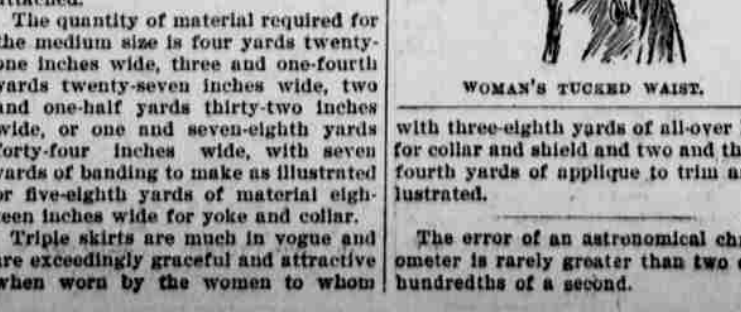 The quantity of material required for
the medium size is four yards twenty-
one inches wide, three and one-fourth
yards twenty-seven inches wide, two
and one-half yards thirty-two inches
wide, or one and seven-eighth yards
forty-four inches wide, with seven
yards of banding to make as illustrated
or five-eighth yards of material eigh-
teen inches wide for yoke and collar.
Triple skirts are much in vogue and
are exceedingly graceful and attractive
when worn by the women to whom
WOMAN'S TUCKED WAIST.
with three-eighth yards of all-over
for collar and shield and two and th
fourth yards of applique to trim a
lustrated.
The error of an astronomical ch
ometer is rarely greater than two
hundredths of a second.